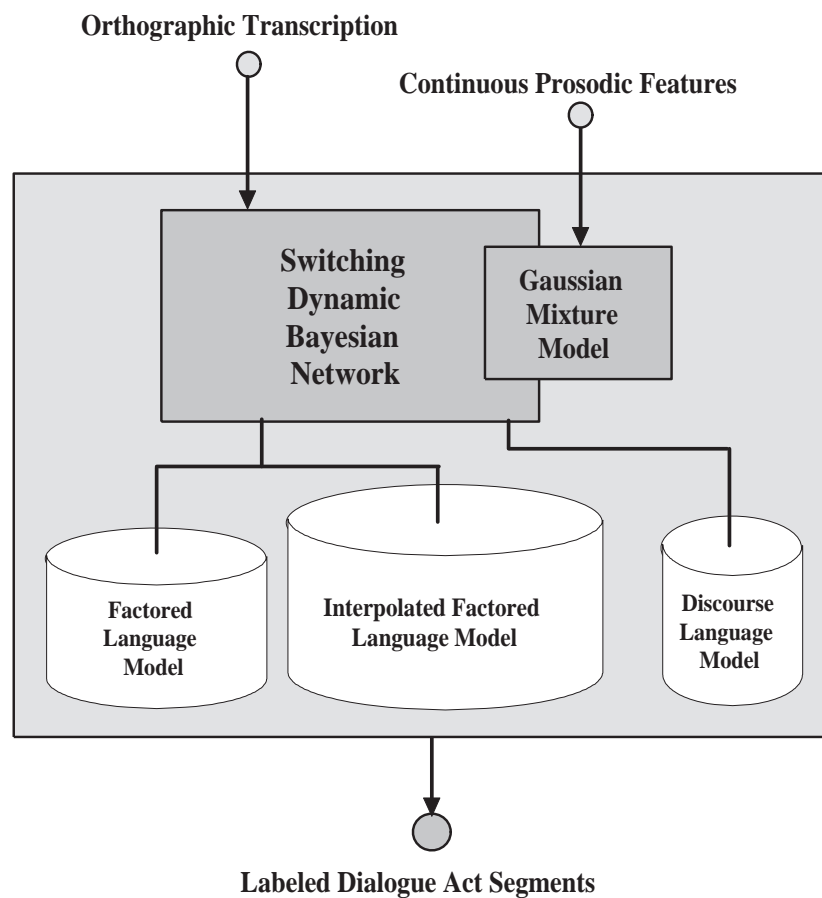 Orthographic Transcription
Continuous Prosodic Features
Switching
Dynamic
Bayesian
Network
Gaussian
Mixture
Model
Factored
Language
Model
Interpolated Factored
Language Model
Discourse
Language
Model
Labeled Dialogue Act Segments